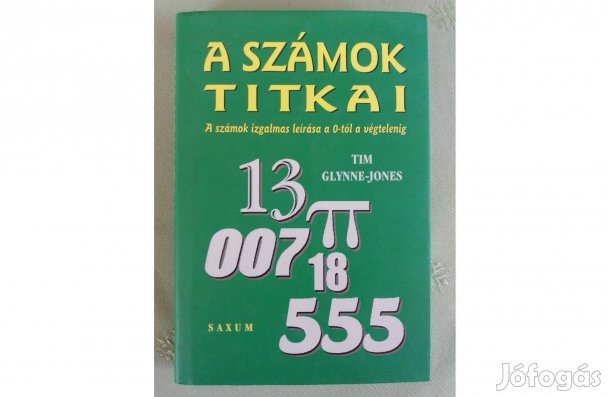 A SZÁMOK
TITKAI
A számok izgalmas leírása a 0-tól a végtelenig
TIM
GLYNNE-JONES
13
π
007
18
555
SAXUM
Jófogás